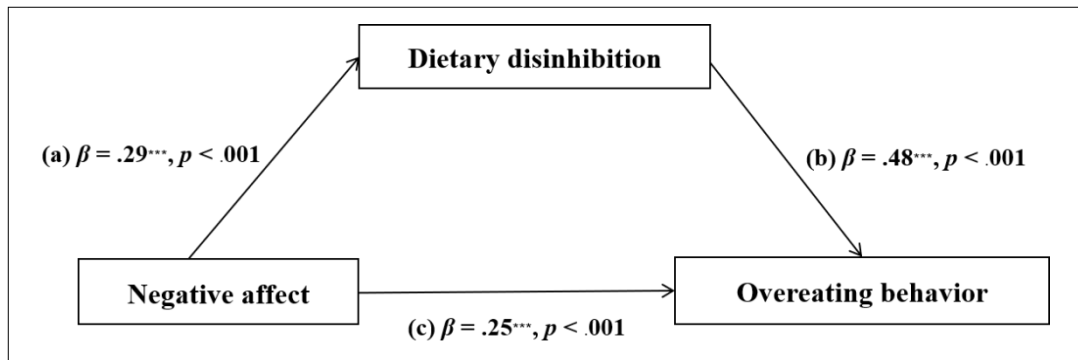 Dietary disinhibition
(a) β = .29***, p < .001
(b) β = .48***, p < .001
Negative affect
Overeating behavior
(c) β = .25***, p < .001